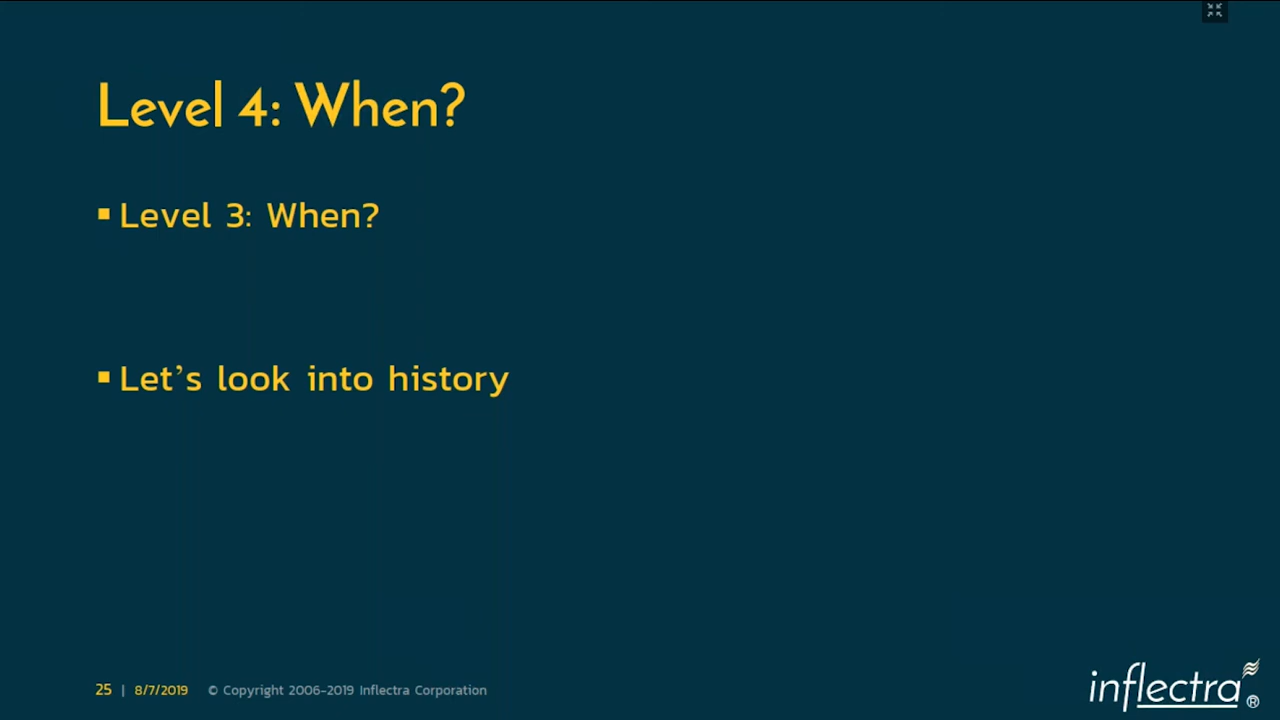 Level 4: When?
▪ Level 3: When?
▪ Let's look into history
25 | 8/7/2019 © Copyright 2006-2019 Inflectra Corporation
inflectra®